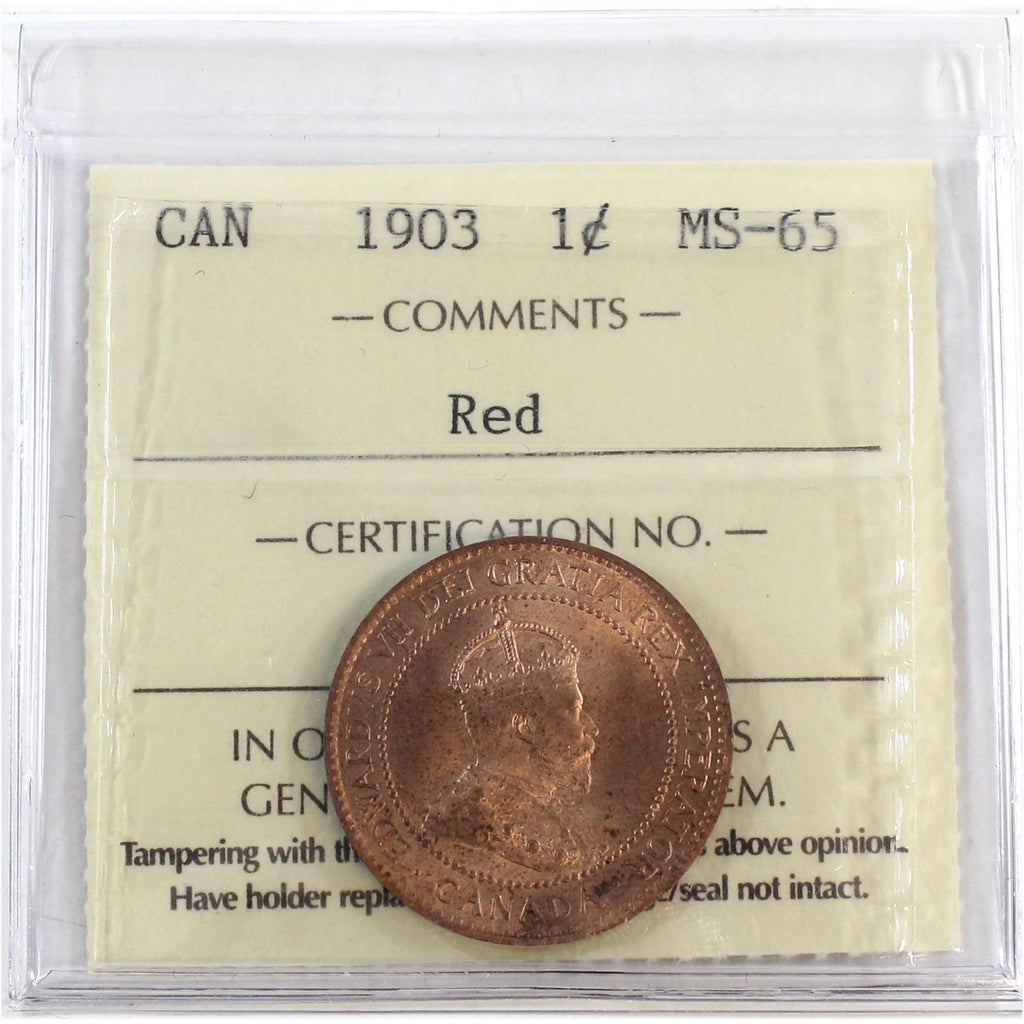 CAN 1903 1¢ MS-65
— COMMENTS —
Red
— CERTIFICATION NO. —
EDWARDVS VII DEI GRATIA REX IMPERATOR
CANADA
IN O S A
GEN EM.
Tampering with th s above opinion.
Have holder repla /seal not intact.